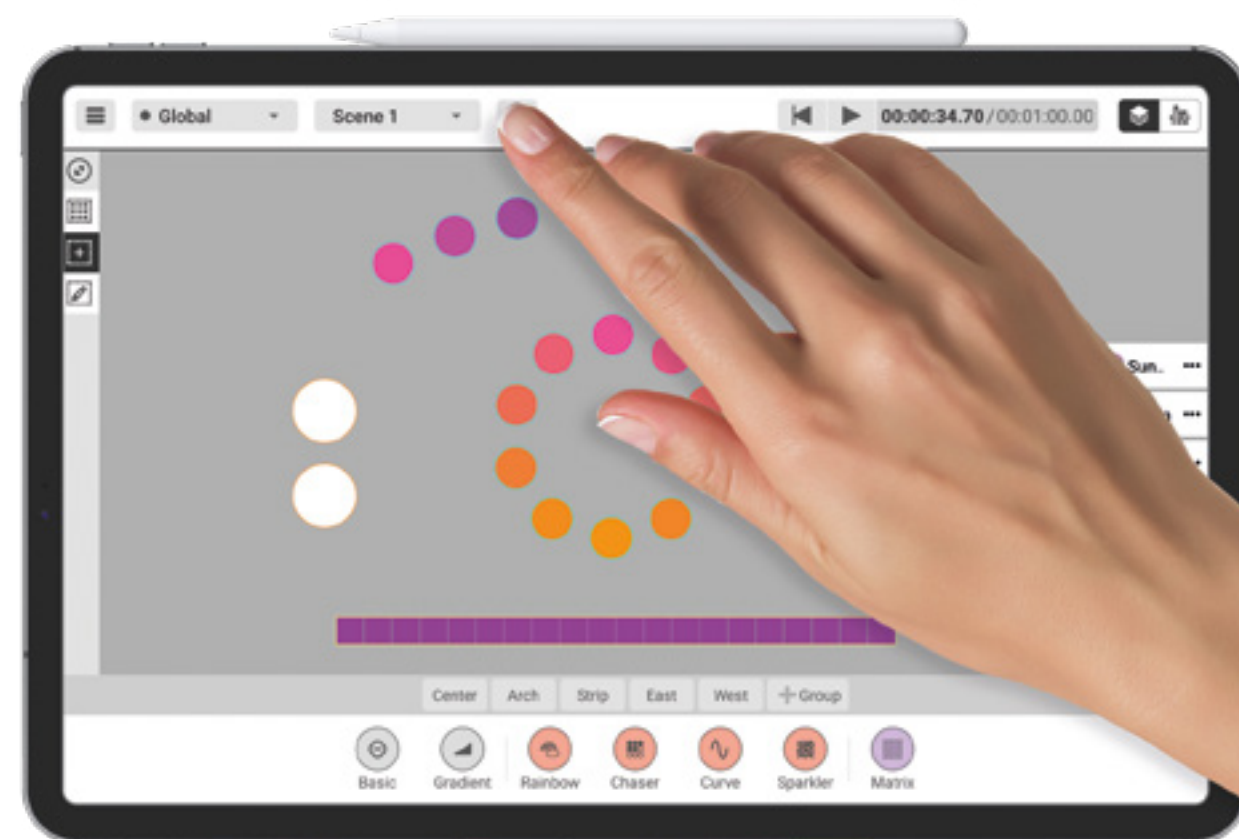 Global Scene 1 00:00:34.70/00:01:00.00
Sun..
Center Arch Strip East West Group
Basic Gradient Rainbow Chaser Curve Sparkler Matrix